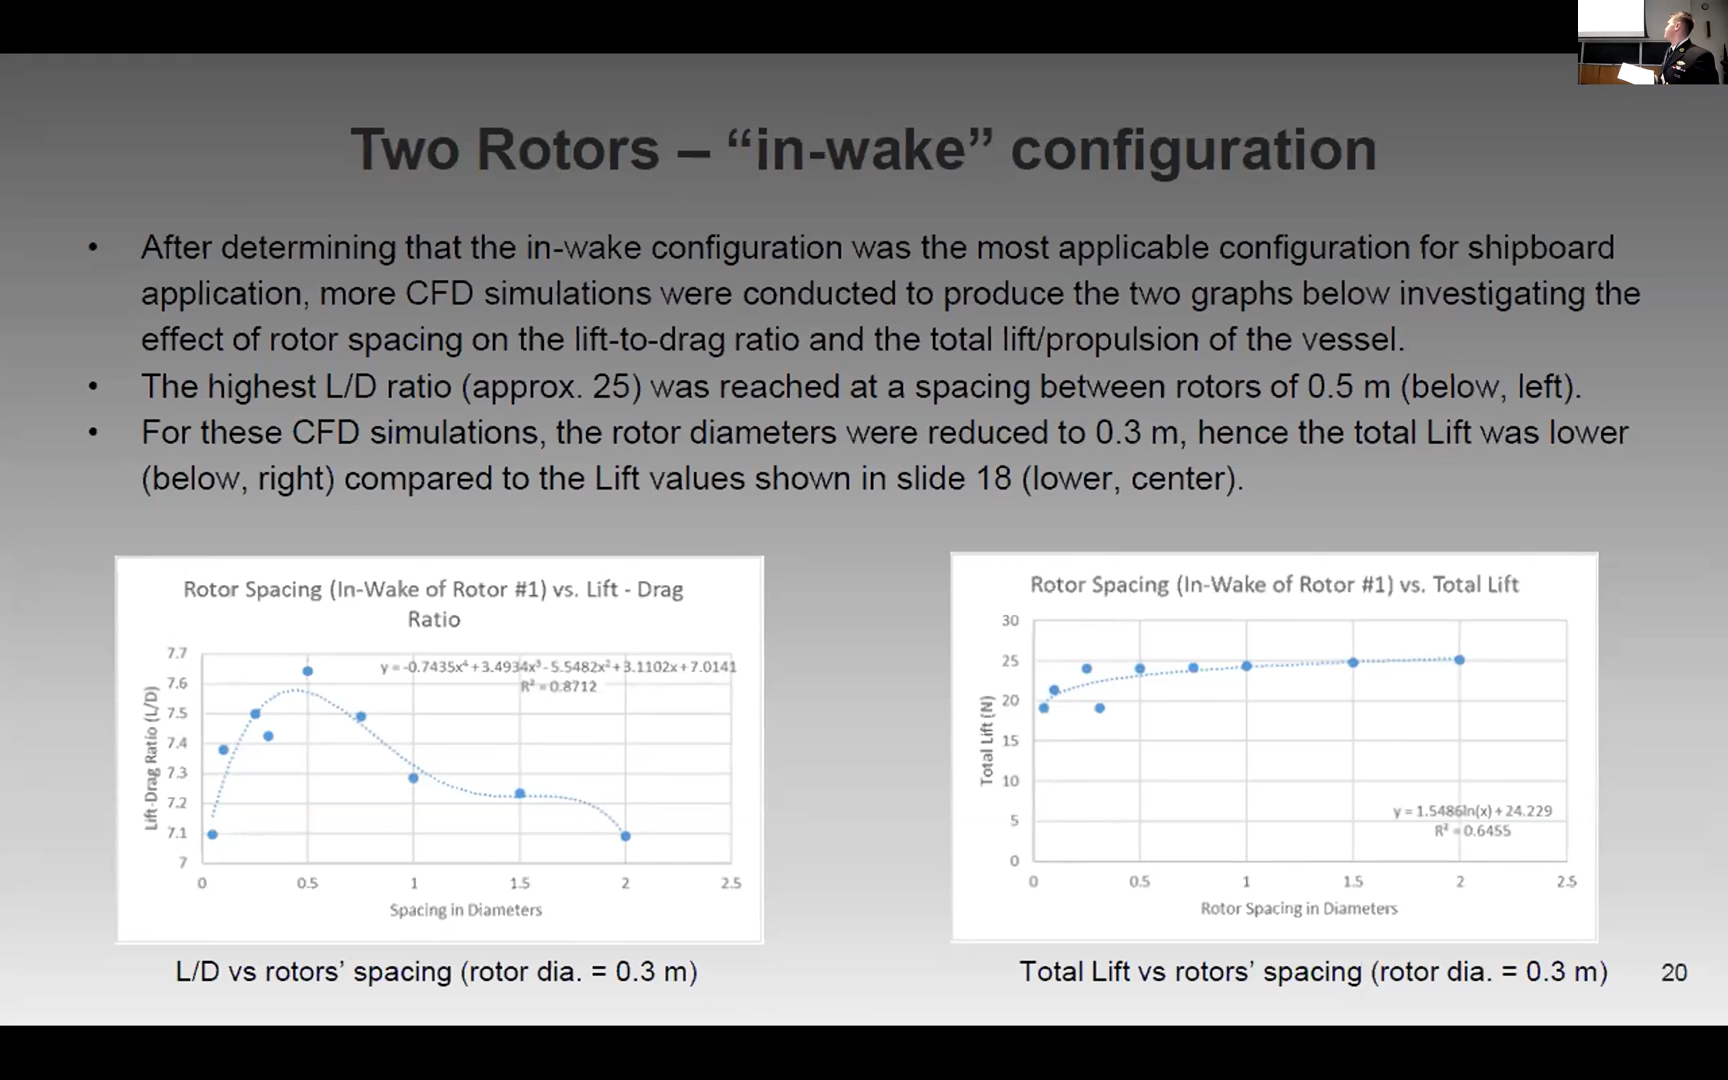 Two Rotors – “in-wake” configuration
• After determining that the in-wake configuration was the most applicable configuration for shipboard
application, more CFD simulations were conducted to produce the two graphs below investigating the
effect of rotor spacing on the lift-to-drag ratio and the total lift/propulsion of the vessel.
• The highest L/D ratio (approx. 25) was reached at a spacing between rotors of 0.5 m (below, left).
• For these CFD simulations, the rotor diameters were reduced to 0.3 m, hence the total Lift was lower
(below, right) compared to the Lift values shown in slide 18 (lower, center).
Rotor Spacing (In-Wake of Rotor #1) vs. Lift - Drag
Ratio
y = -0.7435x⁴ + 3.4934x³ - 5.5482x² + 3.1102x + 7.0141
R² = 0.8712
Lift-Drag Ratio (L/D)
7.7
7.6
7.5
7.4
7.3
7.2
7.1
7
0 0.5 1 1.5 2 2.5
Spacing in Diameters
L/D vs rotors’ spacing (rotor dia. = 0.3 m)
Rotor Spacing (In-Wake of Rotor #1) vs. Total Lift
Total Lift (N)
30
25
20
15
10
5
0
y = 1.5486ln(x) + 24.229
R² = 0.6455
0 0.5 1 1.5 2 2.5
Rotor Spacing in Diameters
Total Lift vs rotors’ spacing (rotor dia. = 0.3 m)
20